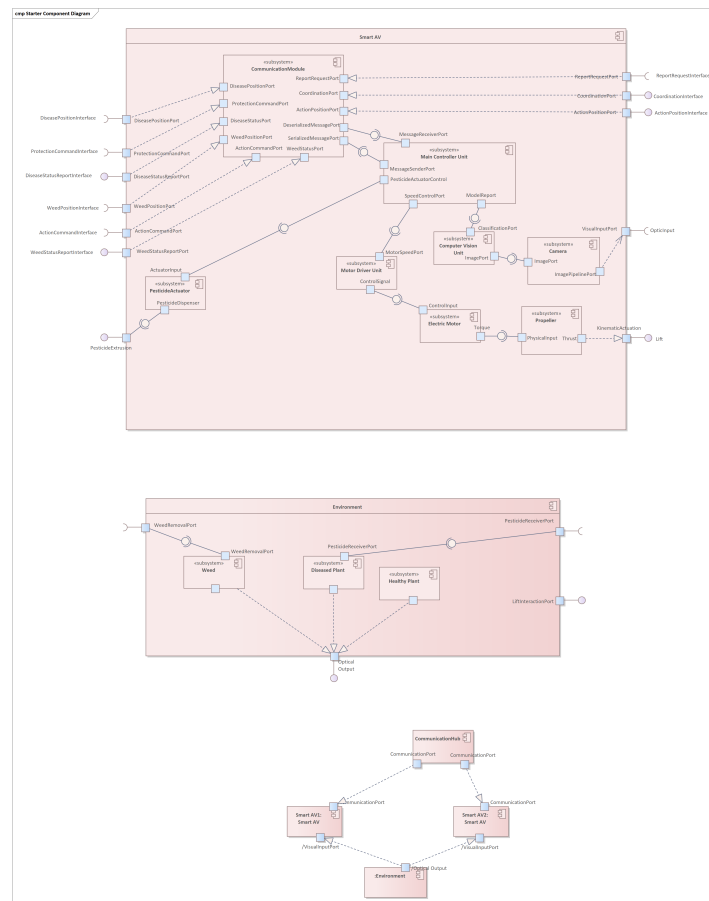 cmp Starter Component Diagram
Smart AV
«subsystem»
CommunicationModule
ReportRequestPort
ReportRequestPort
ReportRequestInterface
DiseasePositionPort
CoordinationPort
CoordinationPort
CoordinationInterface
ProtectionCommandPort
ActionPositionPort
ActionPositionPort
ActionPositionInterface
DiseasePositionInterface
DiseasePositionPort
DiseaseStatusPort
DeserializedMessagePort
MessageReceiverPort
WeedPositionPort
SerializedMessagePort
ActionCommandPort
WeedStatusPort
«subsystem»
Main Controller Unit
ProtectionCommandInterface
ProtectionCommandPort
MessageSenderPort
DiseaseStatusReportInterface
DiseaseStatusReportPort
PesticideActuatorControl
SpeedControlPort
ModelReport
WeedPositionInterface
WeedPositionPort
ActionCommandInterface
ActionCommandPort
ClassificationPort
VisualInputPort
OpticInput
«subsystem»
Computer Vision
Unit
«subsystem»
Camera
WeedStatusReportInterface
WeedStatusReportPort
MotorSpeedPort
ImagePort
ImagePort
«subsystem»
Motor Driver Unit
ImagePipelinePort
ActuatorInput
ControlSignal
«subsystem»
PesticideActuator
PesticideDispenser
ControlInput
«subsystem»
Electric Motor
Torque
«subsystem»
Propeller
KinematicActuation
PhysicalInput
Thrust
Lift
PesticideExtrusion
Environment
WeedRemovalPort
PesticideReceiverPort
WeedRemovalPort
PesticideReceiverPort
«subsystem»
Weed
«subsystem»
Diseased Plant
«subsystem»
Healthy Plant
LiftInteractionPort
Optical
Output
CommunicationHub
CommunicationPort
CommunicationPort
mmunicationPort
CommunicationPort
Smart AV1:
Smart AV
Smart AV2:
Smart AV
/VisualInputPort
/VisualInputPort
Optical Output
:Environment